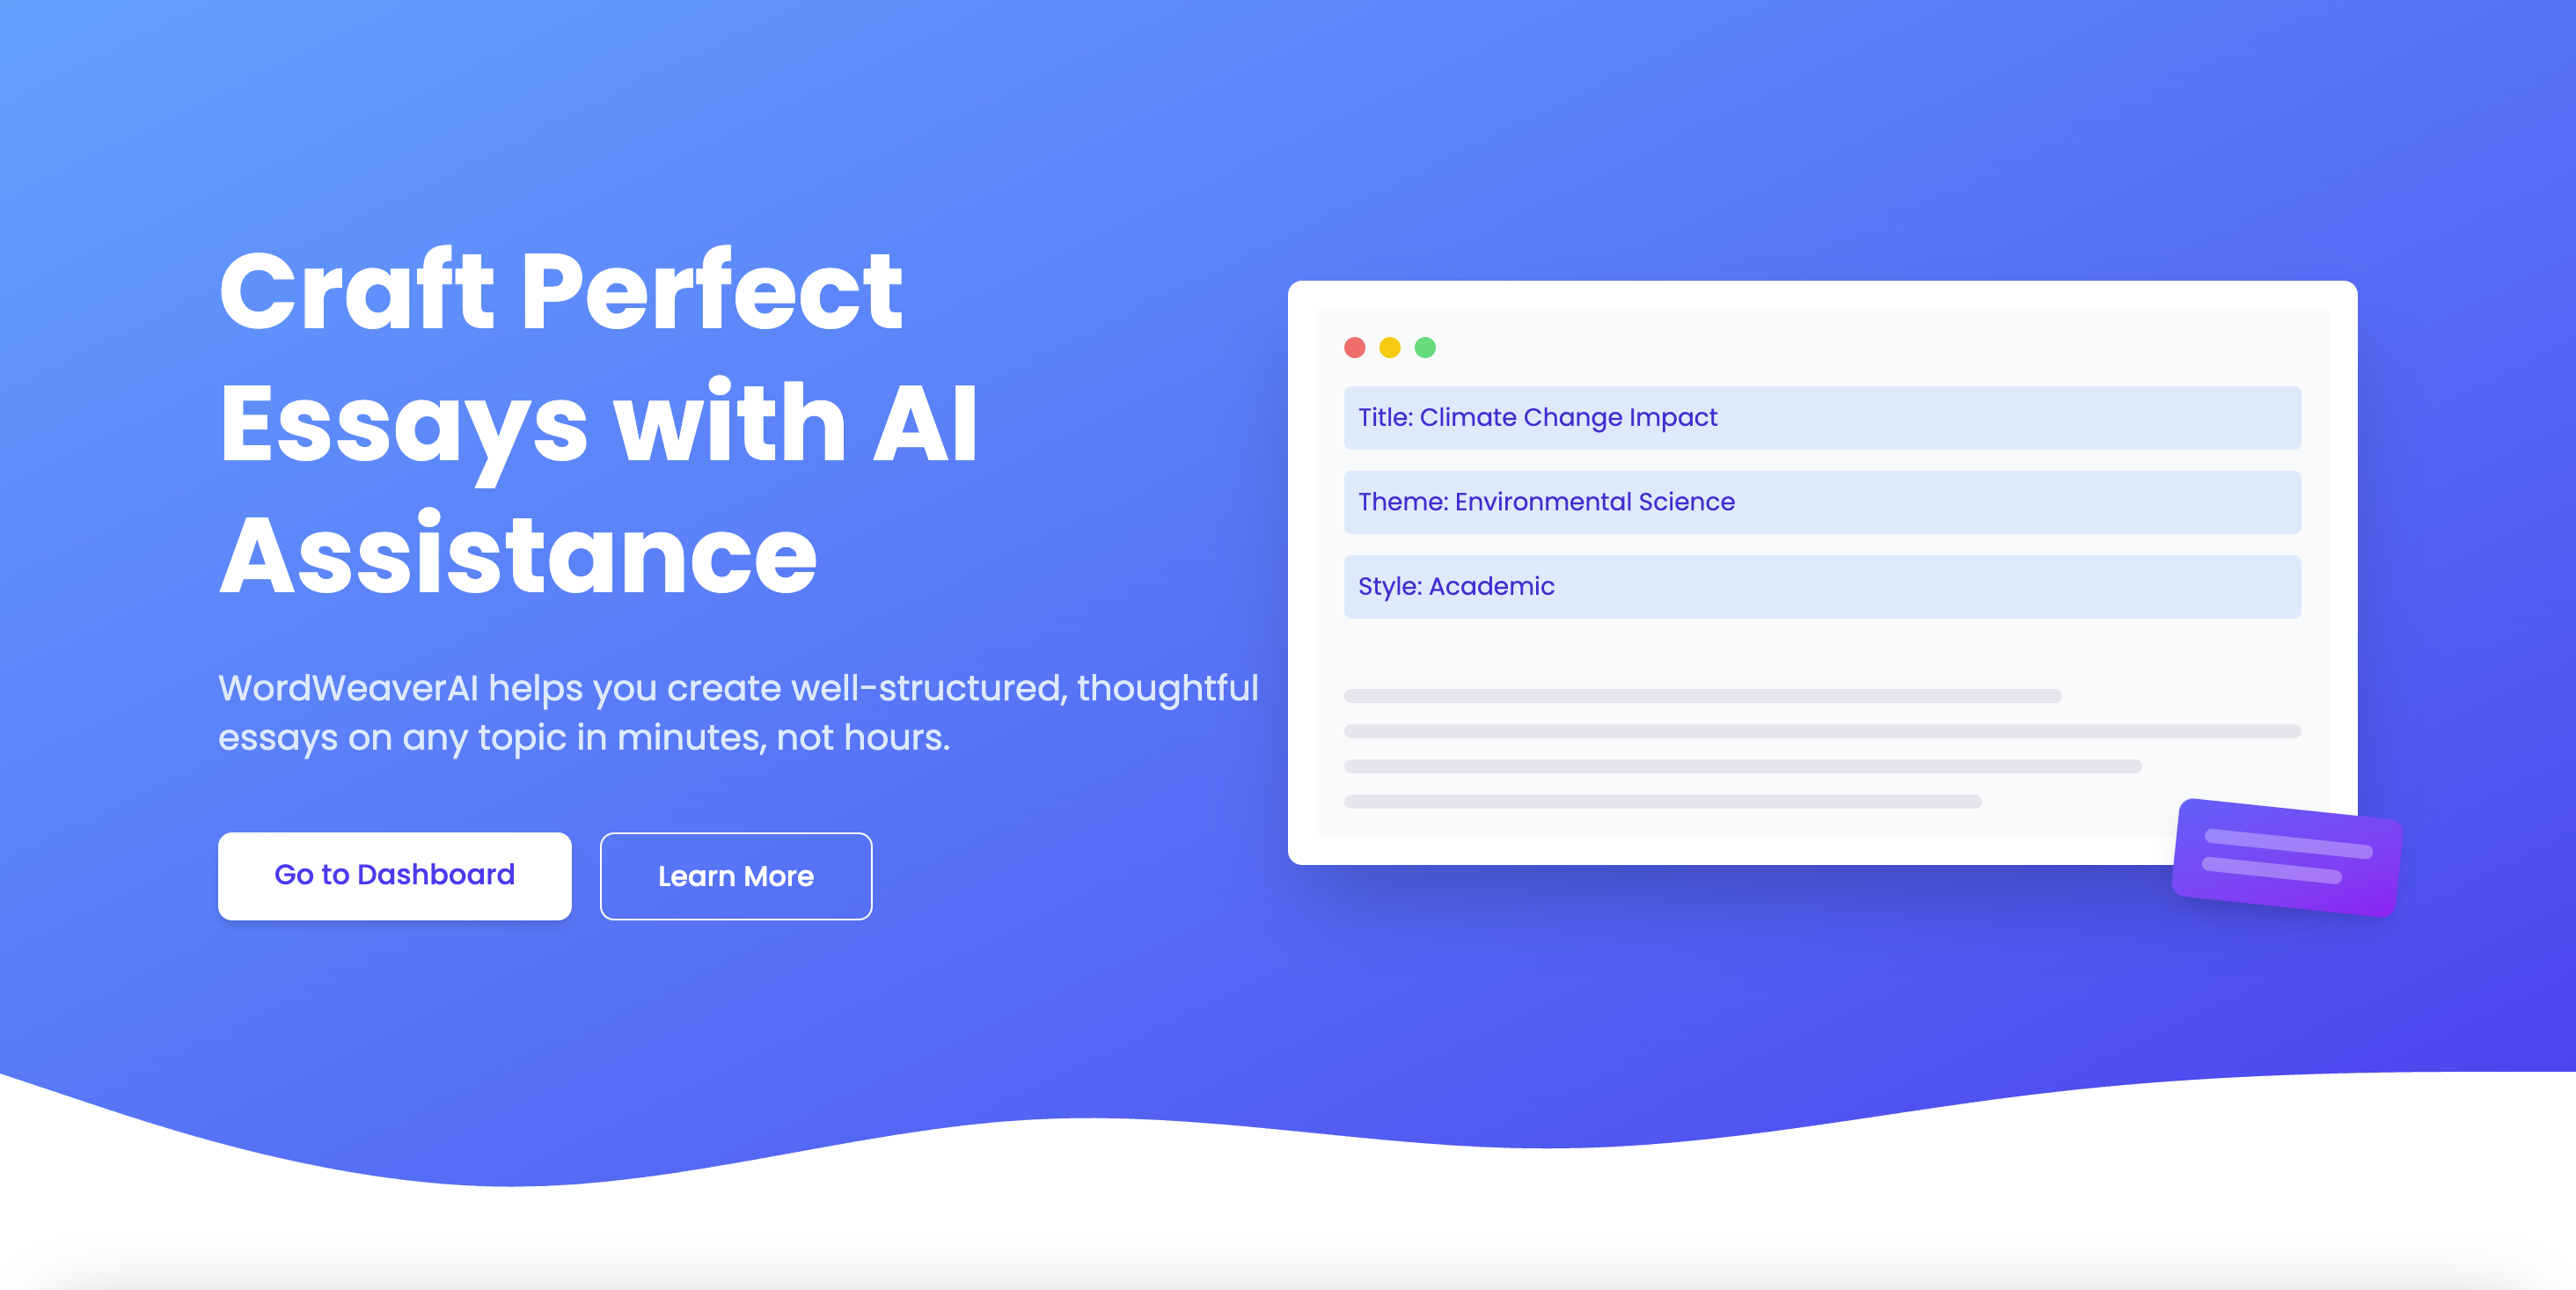 Craft Perfect
Essays with AI
Assistance
WordWeaverAI helps you create well-structured, thoughtful
essays on any topic in minutes, not hours.
Go to Dashboard
Learn More
Title: Climate Change Impact
Theme: Environmental Science
Style: Academic